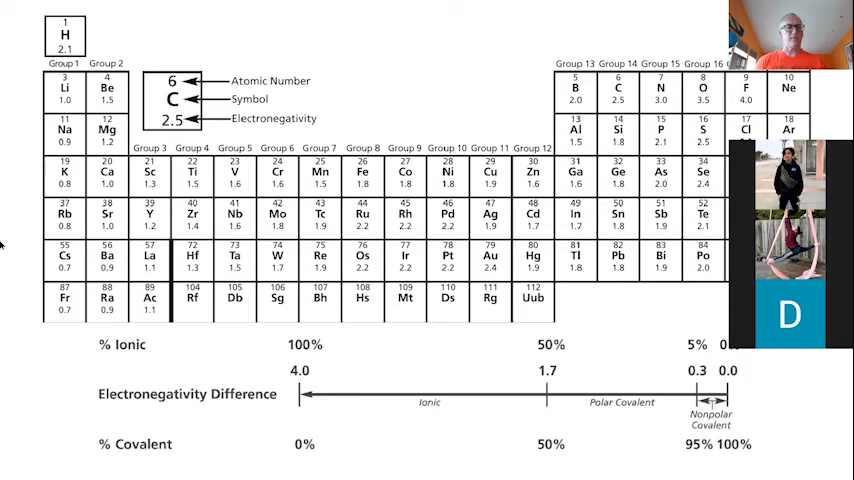 1
H
2.1
Group 1 Group 2
Group 13 Group 14 Group 15 Group 16
3 4 5 6 7 8 9 10
Li Be B C N O F Ne
1.0 1.5 2.0 2.5 3.0 3.5 4.0
6 Atomic Number
C Symbol
2.5 Electronegativity
11 12 13 14 15 16 17 18
Na Mg Al Si P S Cl Ar
0.9 1.2 1.5 1.8 2.1 2.5
Group 3 Group 4 Group 5 Group 6 Group 7 Group 8 Group 9 Group 10 Group 11 Group 12
19 20 21 22 23 24 25 26 27 28 29 30 31 32 33 34
K Ca Sc Ti V Cr Mn Fe Co Ni Cu Zn Ga Ge As Se
0.8 1.0 1.3 1.5 1.6 1.6 1.5 1.8 1.8 1.8 1.9 1.6 1.6 1.8 2.0 2.4
37 38 39 40 41 42 43 44 45 46 47 48 49 50 51 52
Rb Sr Y Zr Nb Mo Tc Ru Rh Pd Ag Cd In Sn Sb Te
0.8 1.0 1.2 1.4 1.6 1.8 1.9 2.2 2.2 2.2 1.9 1.7 1.7 1.8 1.9 2.1
55 56 57 72 73 74 75 76 77 78 79 80 81 82 83 84
Cs Ba La Hf Ta W Re Os Ir Pt Au Hg Tl Pb Bi Po
0.7 0.9 1.1 1.3 1.5 1.7 1.9 2.2 2.2 2.2 2.4 1.9 1.8 1.8 1.9 2.0
87 88 89 104 105 106 107 108 109 110 111 112
Fr Ra Ac Rf Db Sg Bh Hs Mt Ds Rg Uub
0.7 0.9 1.1
% Ionic 100% 50% 5%
4.0 1.7 0.3 0.0
Electronegativity Difference
Ionic Polar Covalent
Nonpolar
Covalent
% Covalent 0% 50% 95% 100%
D